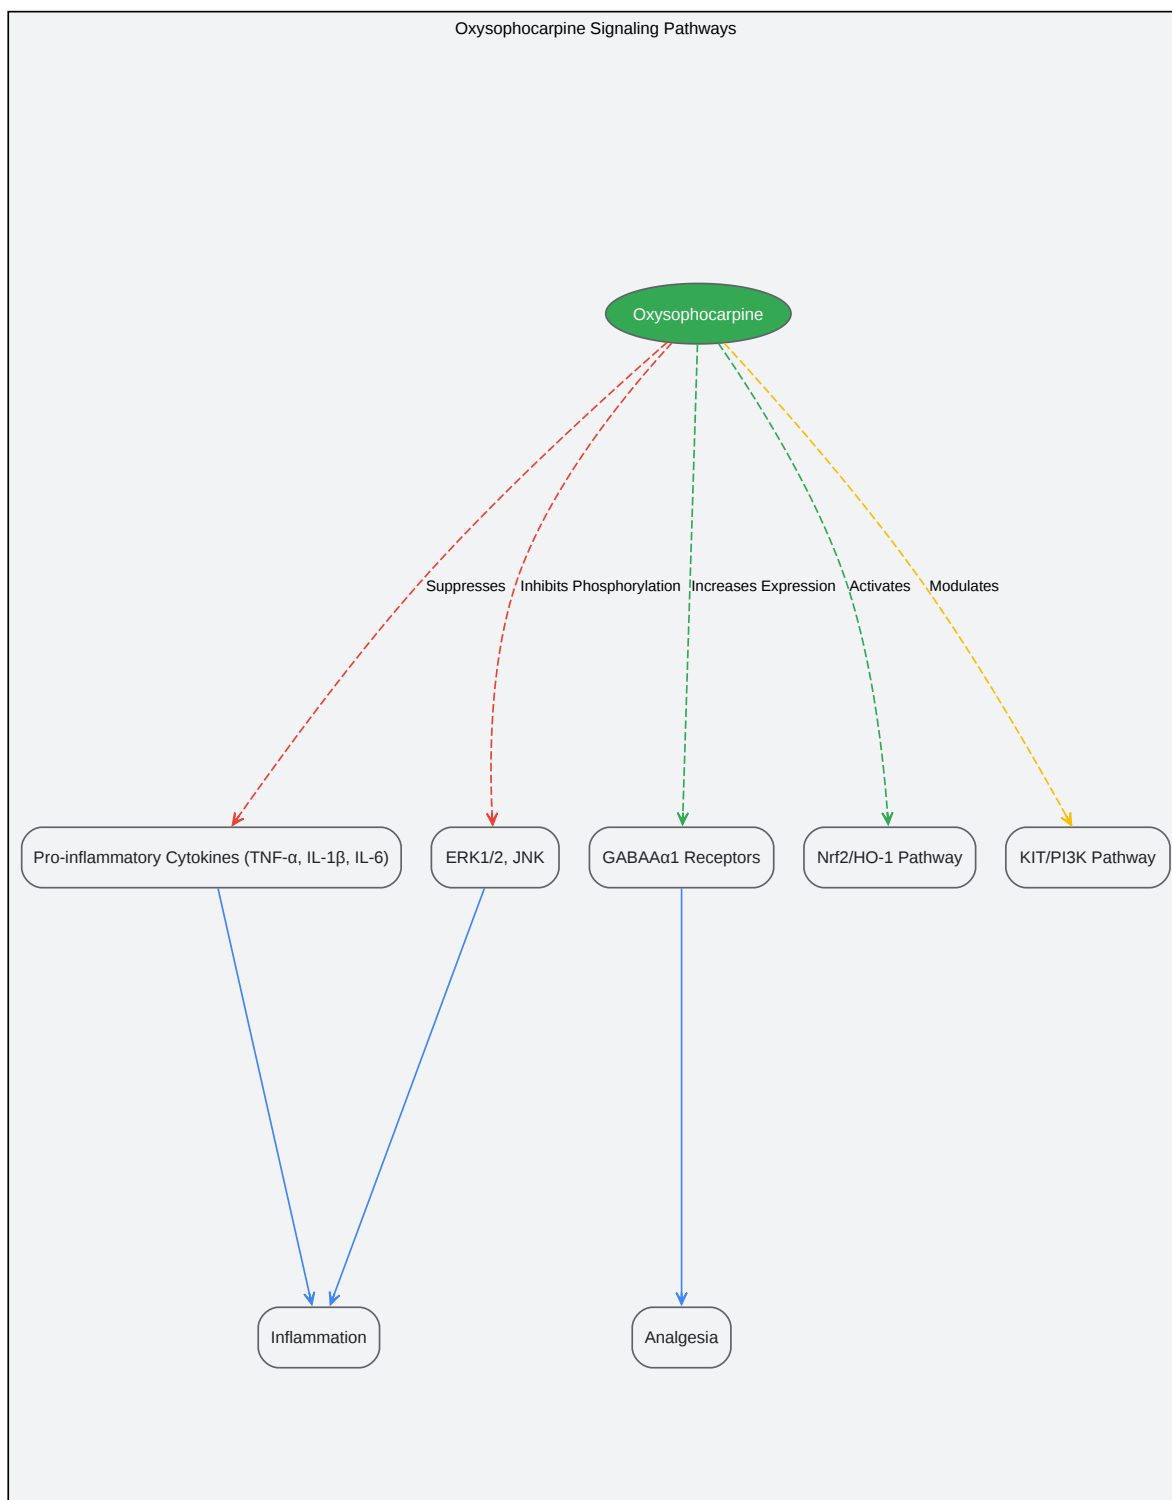 Oxysophocarpine Signaling Pathways
Oxysophocarpine
Suppresses
Inhibits Phosphorylation
Increases Expression
Activates
Modulates
Pro-inflammatory Cytokines (TNF-α, IL-1β, IL-6)
ERK1/2, JNK
GABAAα1 Receptors
Nrf2/HO-1 Pathway
KIT/PI3K Pathway
Inflammation
Analgesia